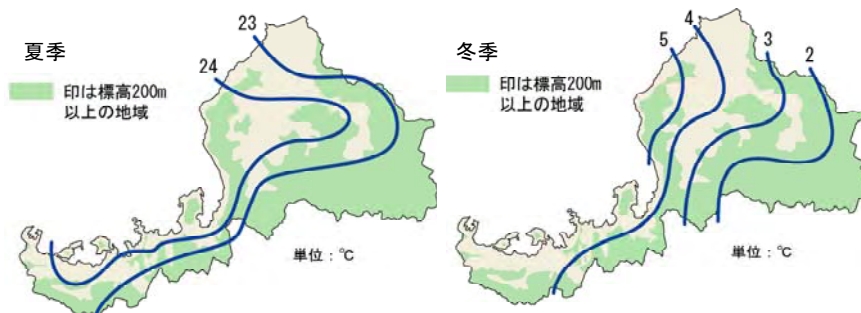 夏季
23
24
印は標高200m
以上の地域
単位:℃
冬季
5
4
3
2
印は標高200m
以上の地域
単位:℃